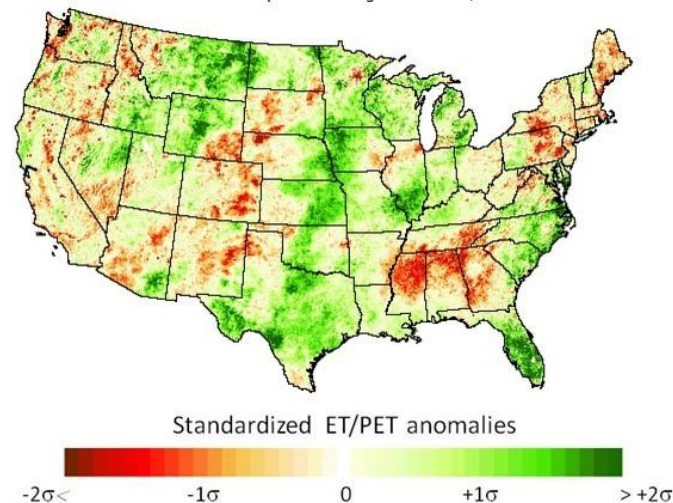 Standardized ET/PET anomalies
-2σ< -1σ 0 +1σ > +2σ